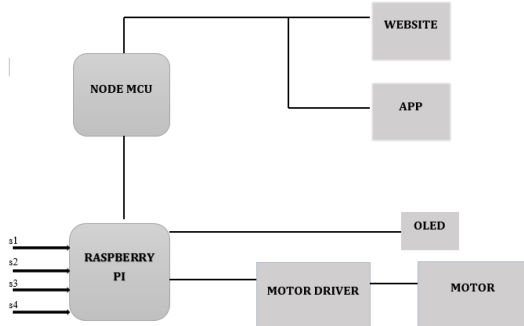 WEBSITE
NODE MCU
APP
s1
s2
s3
s4
RASPBERRY
PI
OLED
MOTOR DRIVER
MOTOR